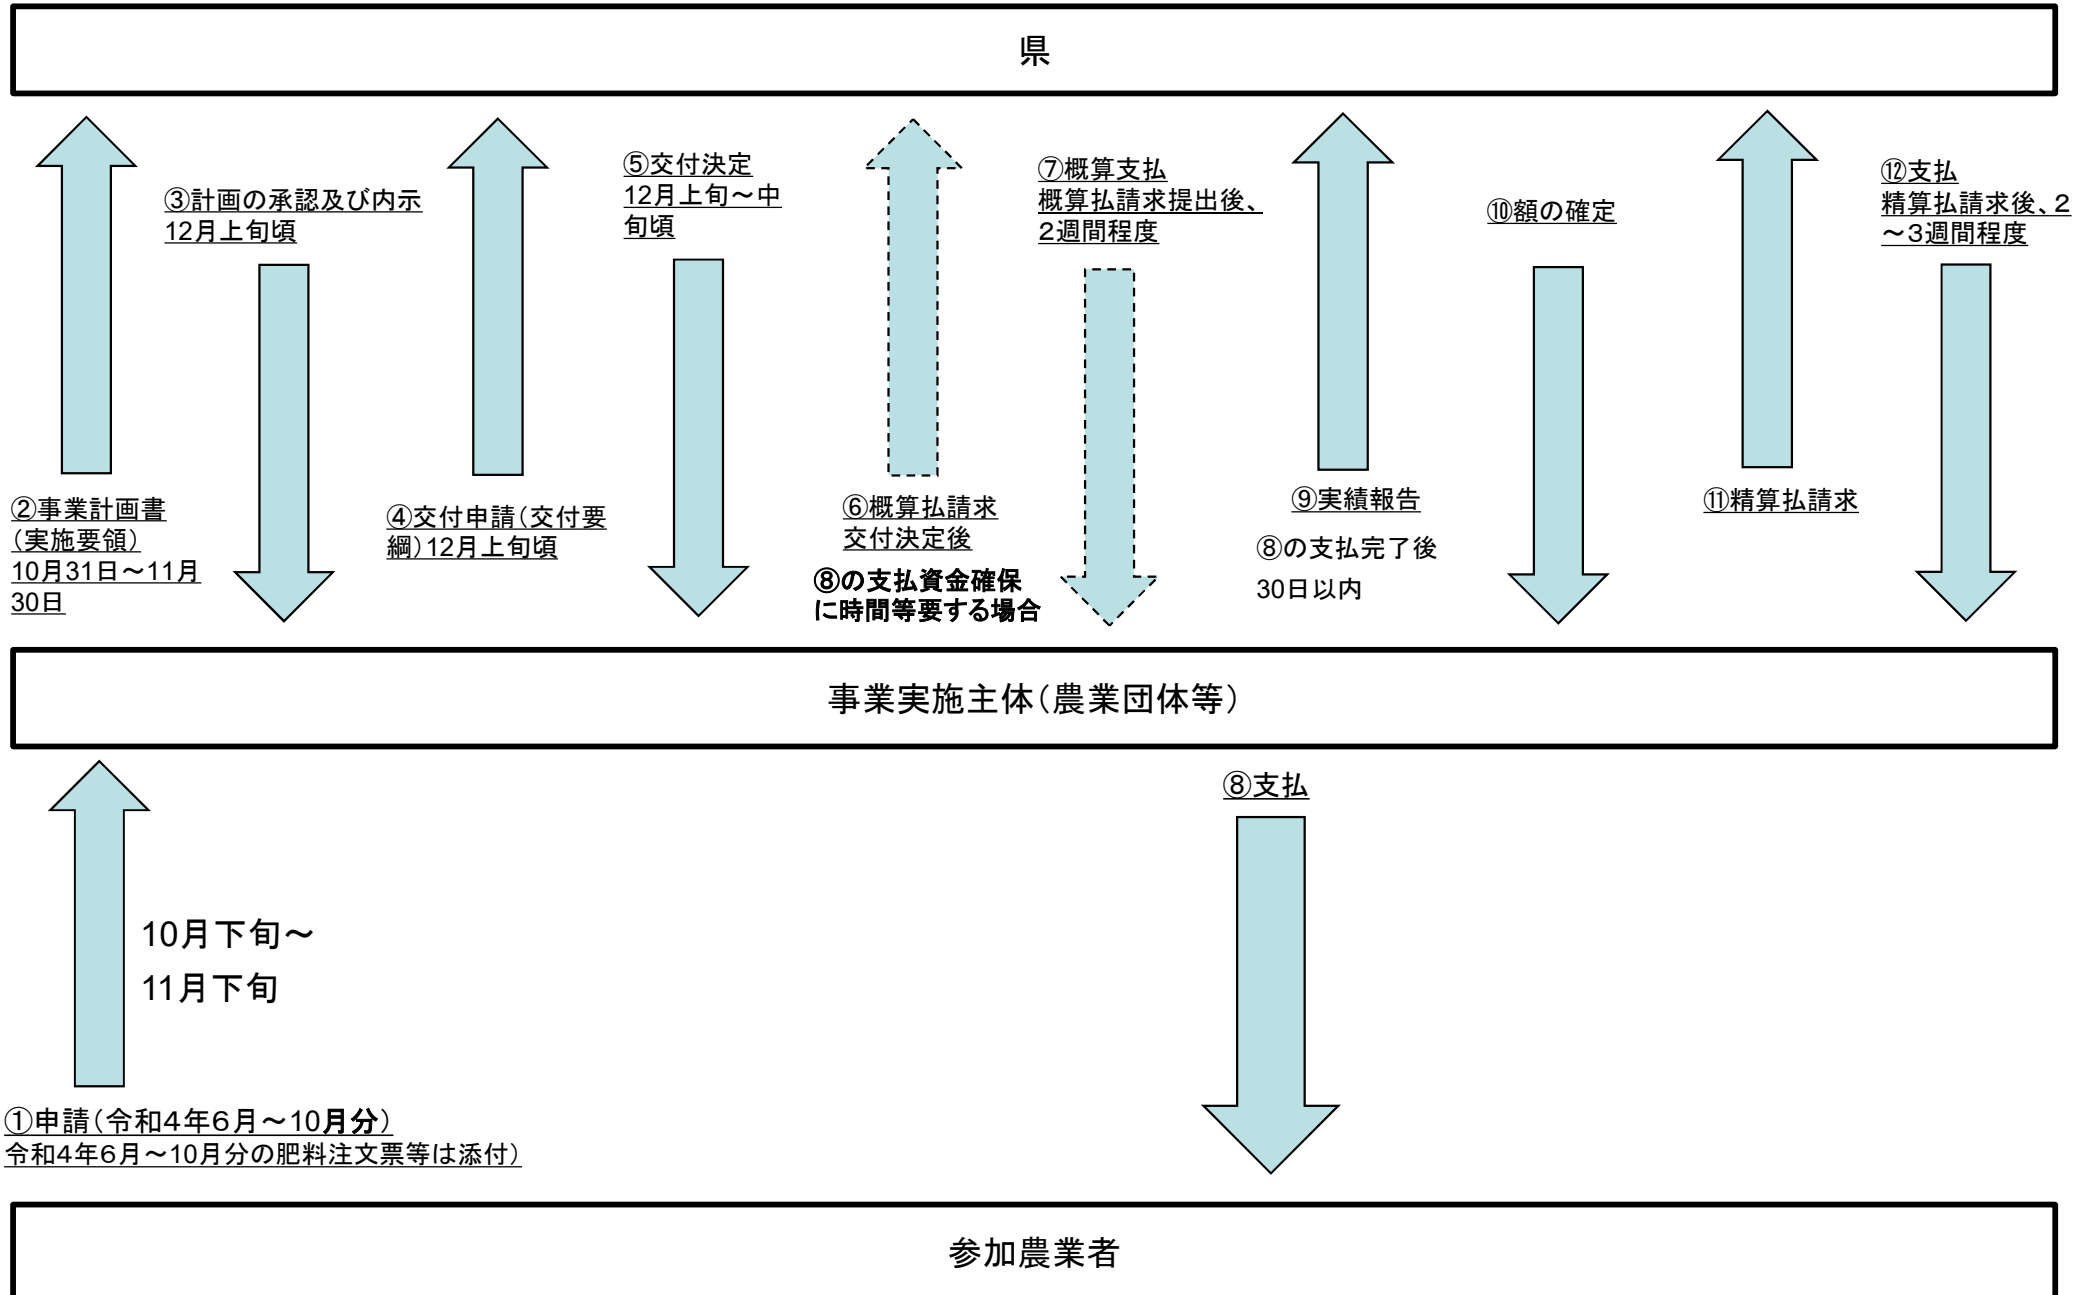 県
②事業計画書
（実施要領）
10月31日～11月
30日
③計画の承認及び内示
12月上旬頃
④交付申請（交付要
綱）12月上旬頃
⑤交付決定
12月上旬～中
旬頃
⑥概算払請求
交付決定後
⑧の支払資金確保
に時間等要する場合
⑦概算支払
概算払請求提出後、
２週間程度
⑨実績報告
⑧の支払完了後
30日以内
⑩額の確定
⑪精算払請求
⑫支払
精算払請求後、２
～３週間程度
事業実施主体（農業団体等）
10月下旬～
11月下旬
①申請（令和４年６月～10月分）
令和４年６月～10月分の肥料注文票等は添付）
⑧支払
参加農業者